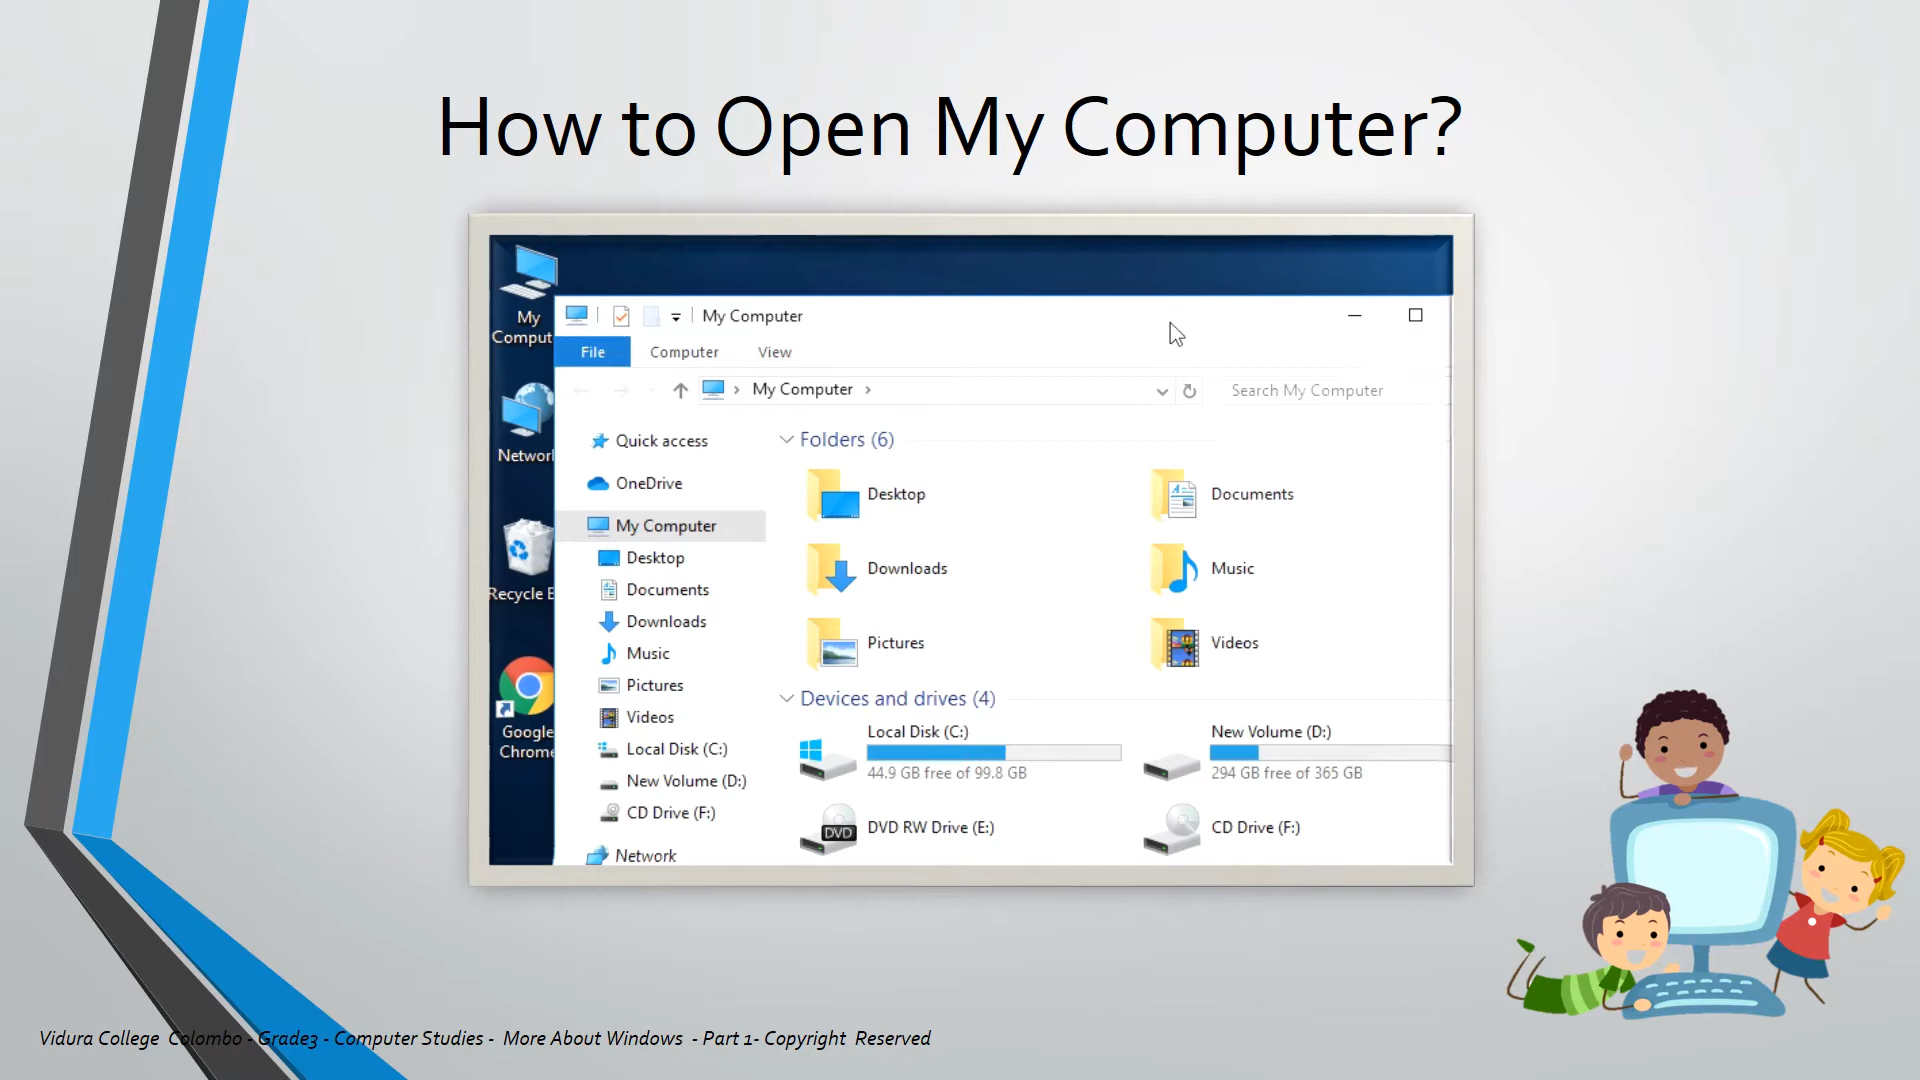 How to Open My Computer?
My Computer
File Computer View
My Computer
Search My Computer
My
Comput
Network
Recycle B
Google
Chrome
Quick access
OneDrive
My Computer
Desktop
Documents
Downloads
Music
Pictures
Videos
Local Disk (C:)
New Volume (D:)
CD Drive (F:)
Network
Folders (6)
Desktop
Documents
Downloads
Music
Pictures
Videos
Devices and drives (4)
Local Disk (C:)
44.9 GB free of 99.8 GB
New Volume (D:)
294 GB free of 365 GB
DVD
DVD RW Drive (E:)
CD Drive (F:)
Vidura College Colombo - Grade3 - Computer Studies - More About Windows - Part 1- Copyright Reserved